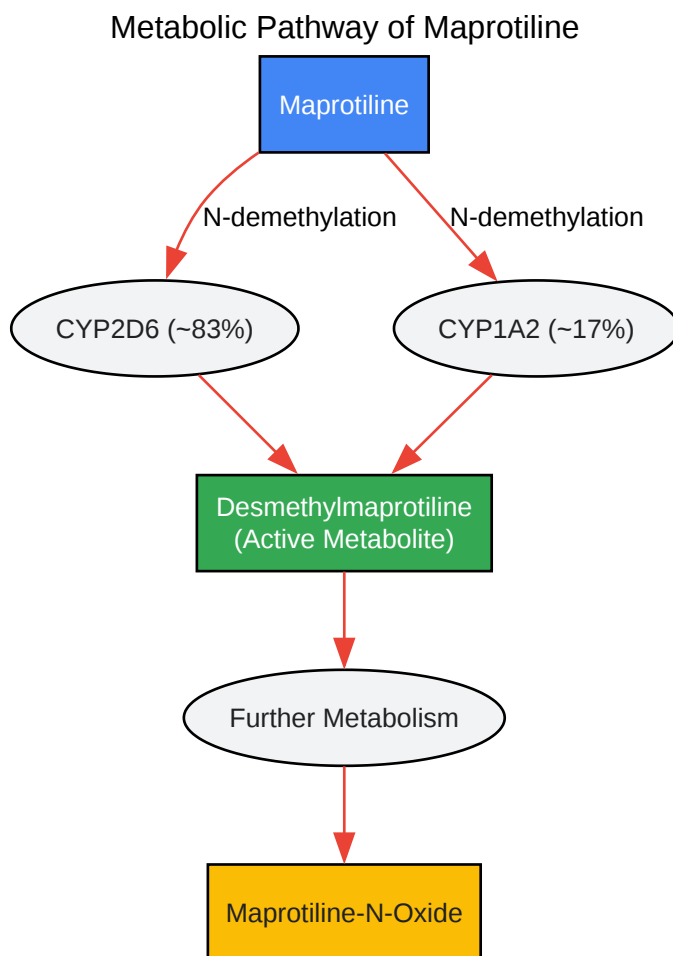 Metabolic Pathway of Maprotiline
Maprotiline
N-demethylation
N-demethylation
CYP2D6 (~83%)
CYP1A2 (~17%)
Desmethylmaprotiline
(Active Metabolite)
Further Metabolism
Maprotiline-N-Oxide